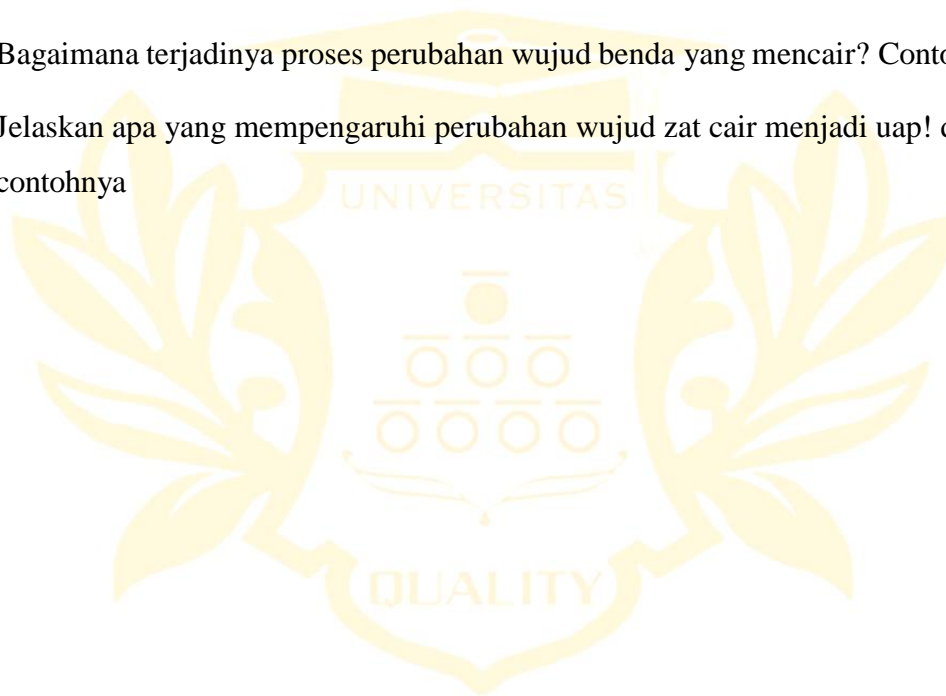 Bagaimana terjadinya proses perubahan wujud benda yang mencair? Conto
Jelaskan apa yang mempengaruhi perubahan wujud zat cair menjadi uap!
contohnya
UNIVERSITAS
QUALITY